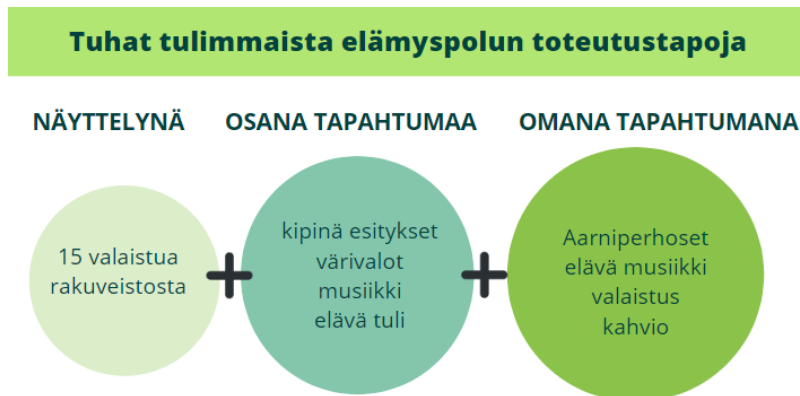 Tuhat tulimmaista elämyspolun toteutustapoja
NÄYTTELYNÄ
OSANA TAPAHTUMAA
OMANA TAPAHTUMANA
15 valaistua
rakuveistosta
+
kipinä esitykset
värivalot
musiikki
elävä tuli
+
Aarniperhoset
elävä musiikki
valaistus
kahvio